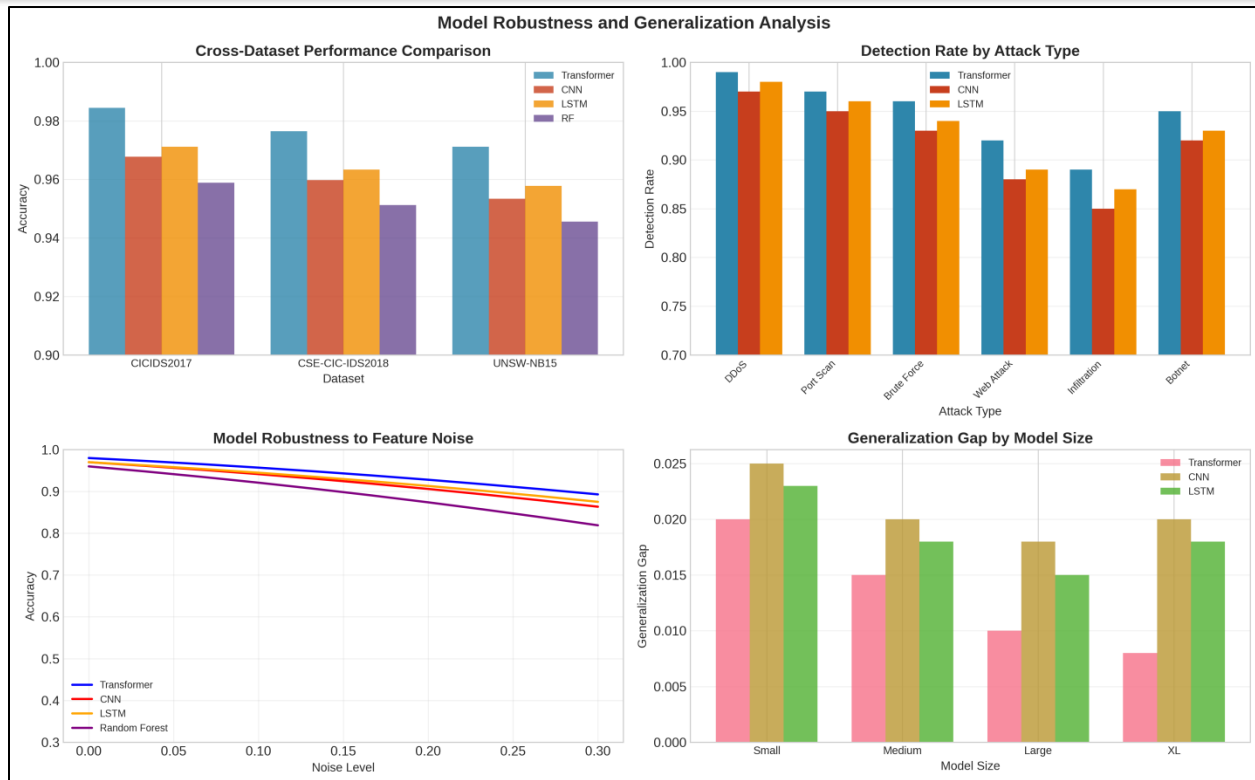 Model Robustness and Generalization Analysis
Cross-Dataset Performance Comparison
1.00
0.98
0.96
0.94
0.92
0.90
Accuracy
Transformer
CNN
LSTM
RF
CICIDS2017
CSE-CIC-IDS2018
UNSW-NB15
Dataset
Detection Rate by Attack Type
1.00
0.95
0.90
0.85
0.80
0.75
0.70
Detection Rate
Transformer
CNN
LSTM
DDoS
Port Scan
Brute Force
Web Attack
Infiltration
Botnet
Attack Type
Model Robustness to Feature Noise
1.0
0.9
0.8
0.7
0.6
0.5
0.4
0.3
Accuracy
Transformer
CNN
LSTM
Random Forest
0.00
0.05
0.10
0.15
0.20
0.25
0.30
Noise Level
Generalization Gap by Model Size
0.025
0.020
0.015
0.010
0.005
0.000
Generalization Gap
Transformer
CNN
LSTM
Small
Medium
Large
XL
Model Size